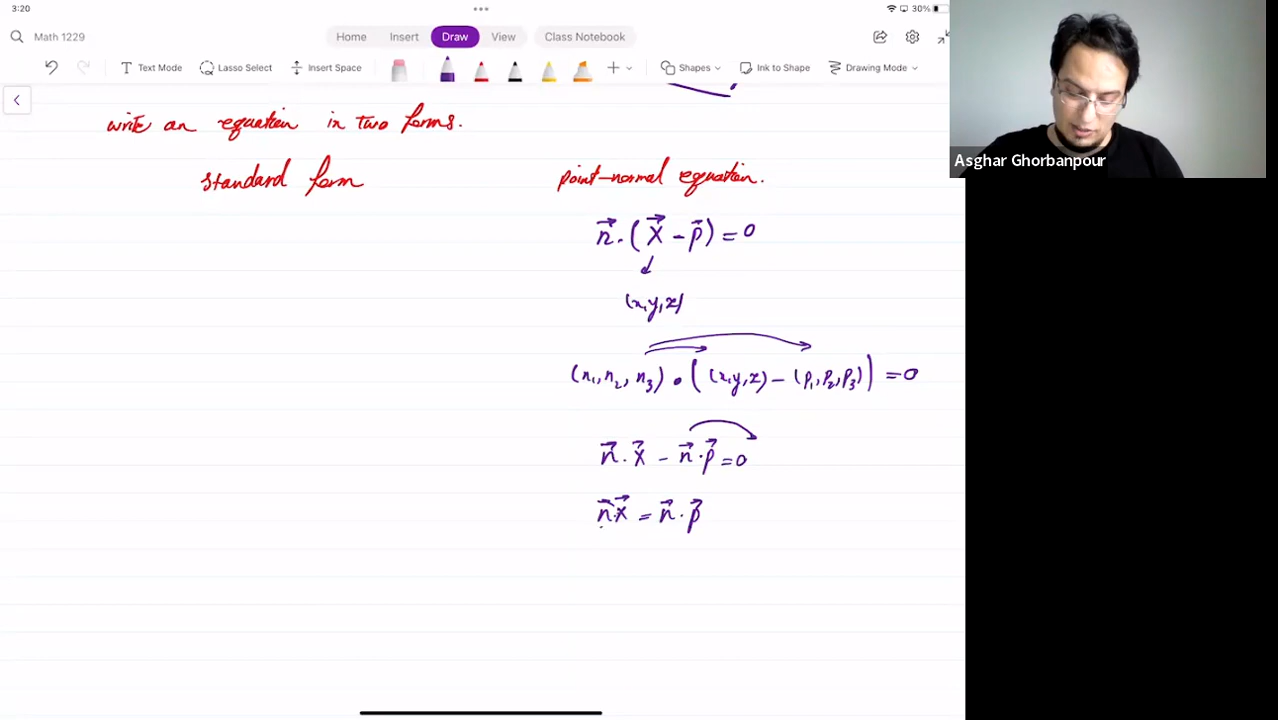 3:20
30%
Math 1229
Home Insert Draw View Class Notebook
Text Mode Lasso Select Insert Space Shapes Ink to Shape Drawing Mode
Asghar Ghorbanpour
write an equation in two forms.
standard form
point-normal equation.
n⃗·(X⃗ - p⃗) = 0
(x,y,z)
(n₁, n₂, n₃) • ((x,y,z) - (p₁,p₂,p₃)) = 0
n⃗·X⃗ - n⃗·p⃗ = 0
n⃗·X⃗ = n⃗·p⃗